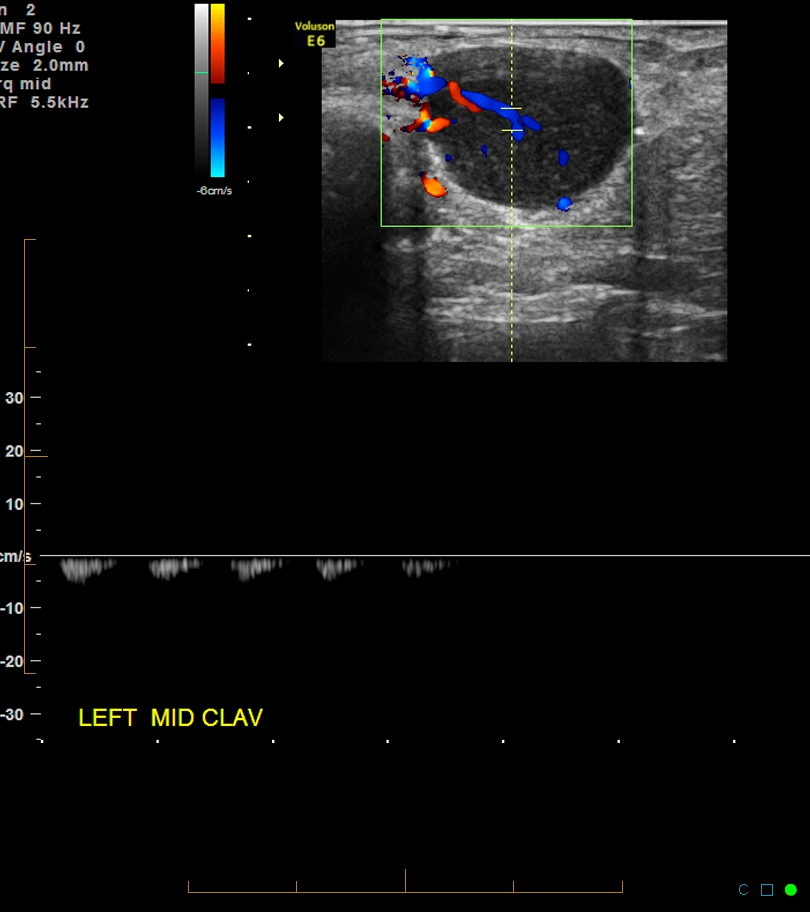 n 2
MF 90 Hz
V Angle 0
ze 2.0mm
rq mid
RF 5.5kHz
-6cm/s
Voluson
E6
30
20
10
cm/s
-10
-20
-30
LEFT MID CLAV
C